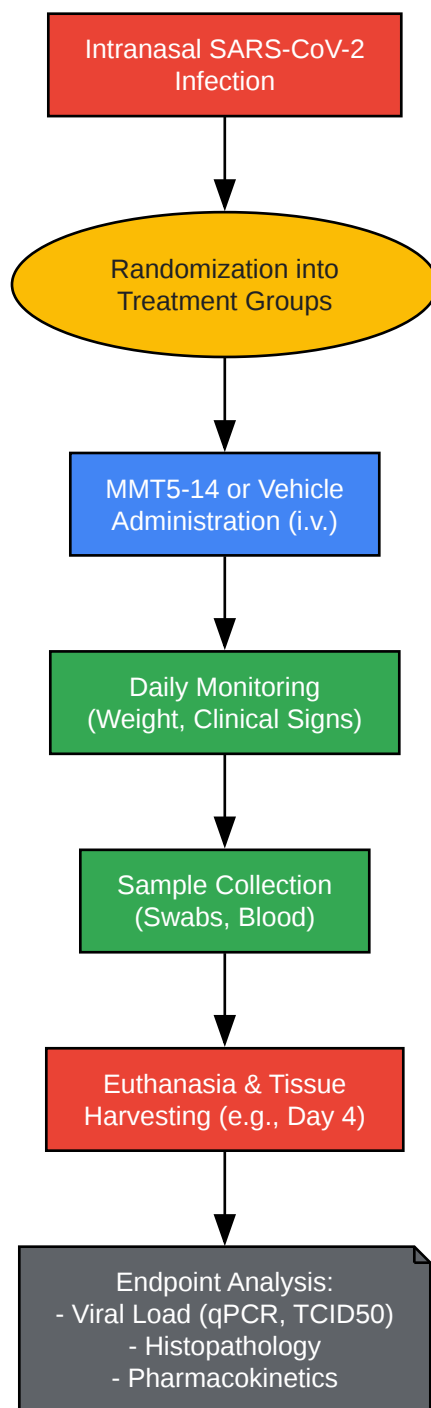 Intranasal SARS-CoV-2
Infection
Randomization into
Treatment Groups
MMT5-14 or Vehicle
Administration (i.v.)
Daily Monitoring
(Weight, Clinical Signs)
Sample Collection
(Swabs, Blood)
Euthanasia & Tissue
Harvesting (e.g., Day 4)
Endpoint Analysis:
- Viral Load (qPCR, TCID50)
- Histopathology
- Pharmacokinetics